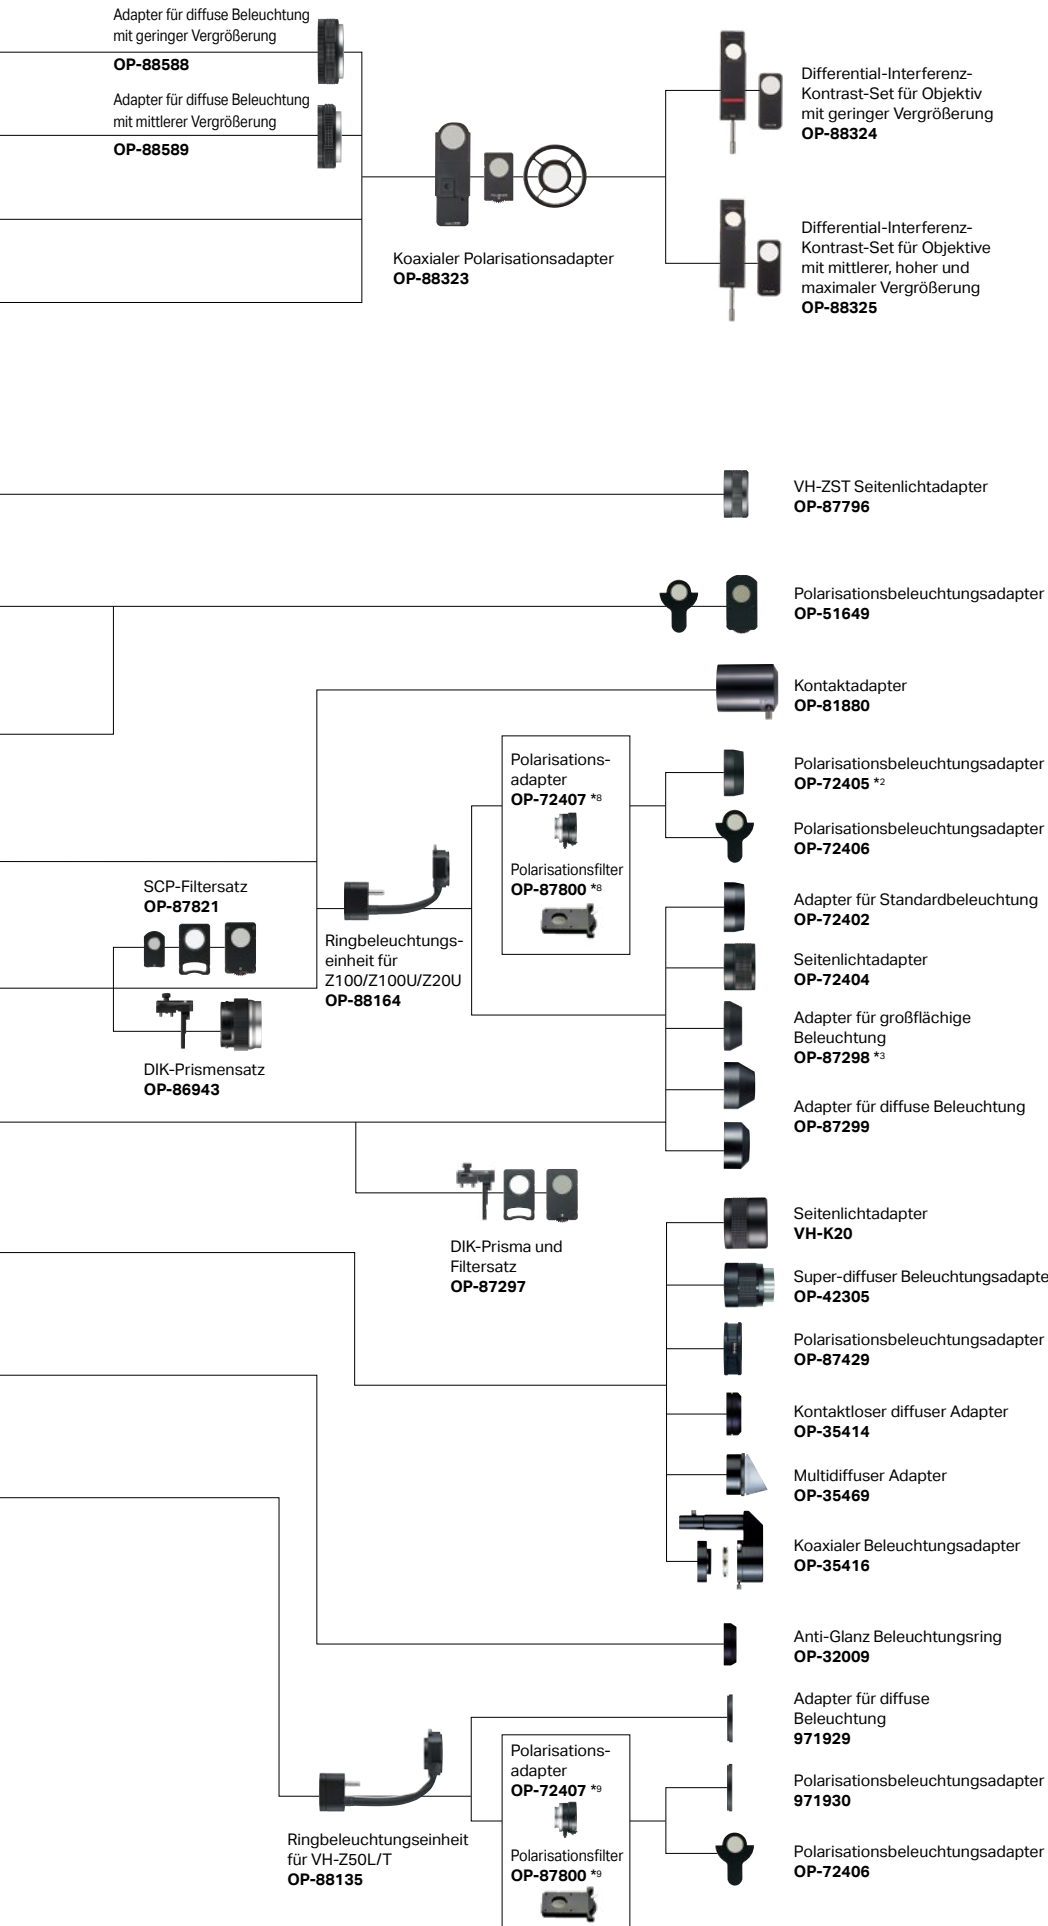 Adapter für diffuse Beleuchtung
mit geringer Vergrößerung
OP-88588
Adapter für diffuse Beleuchtung
mit mittlerer Vergrößerung
OP-88589
Koaxialer Polarisationsadapter
OP-88323
Differential-Interferenz-
Kontrast-Set für Objektiv
mit geringer Vergrößerung
OP-88324
Differential-Interferenz-
Kontrast-Set für Objektive
mit mittlerer, hoher und
maximaler Vergrößerung
OP-88325
VH-ZST Seitenlichtadapter
OP-87796
Polarisationsbeleuchtungsadapter
OP-51649
Kontaktadapter
OP-81880
Polarisations-
adapter
OP-72407 *8
Polarisationsfilter
OP-87800 *8
Polarisationsbeleuchtungsadapter
OP-72405 *2
Polarisationsbeleuchtungsadapter
OP-72406
SCP-Filtersatz
OP-87821
Ringbeleuchtungs-
einheit für
Z100/Z100U/Z20U
OP-88164
DIK-Prismensatz
OP-86943
Adapter für Standardbeleuchtung
OP-72402
Seitenlichtadapter
OP-72404
Adapter für großflächige
Beleuchtung
OP-87298 *3
Adapter für diffuse Beleuchtung
OP-87299
DIK-Prisma und
Filtersatz
OP-87297
Seitenlichtadapter
VH-K20
Super-diffuser Beleuchtungsadapte
OP-42305
Polarisationsbeleuchtungsadapter
OP-87429
Kontaktloser diffuser Adapter
OP-35414
Multidiffuser Adapter
OP-35469
Koaxialer Beleuchtungsadapter
OP-35416
Anti-Glanz Beleuchtungsring
OP-32009
Adapter für diffuse
Beleuchtung
971929
Ringbeleuchtungseinheit
für VH-Z50L/T
OP-88135
Polarisations-
adapter
OP-72407 *9
Polarisationsfilter
OP-87800 *9
Polarisationsbeleuchtungsadapter
971930
Polarisationsbeleuchtungsadapter
OP-72406